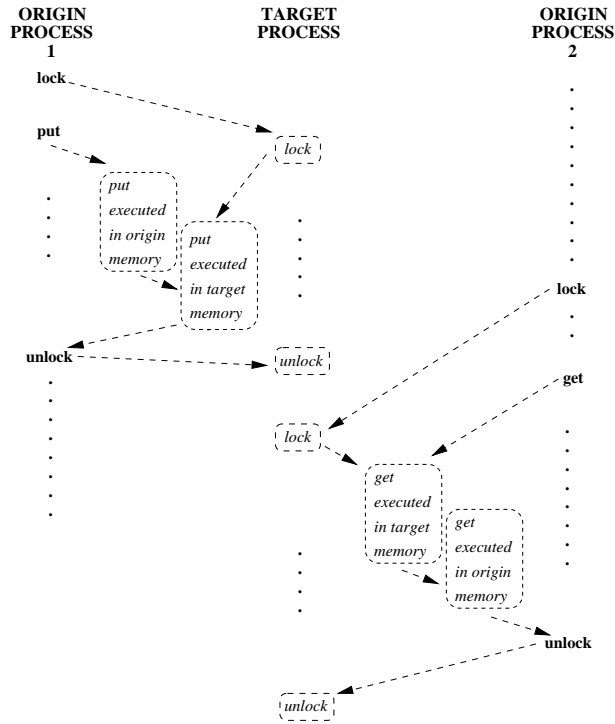 ORIGIN
PROCESS
1
TARGET
PROCESS
ORIGIN
PROCESS
2
lock
put
lock
put
executed
in origin
memory
put
executed
in target
memory
lock
unlock
unlock
get
lock
get
executed
in target
memory
get
executed
in origin
memory
unlock
unlock